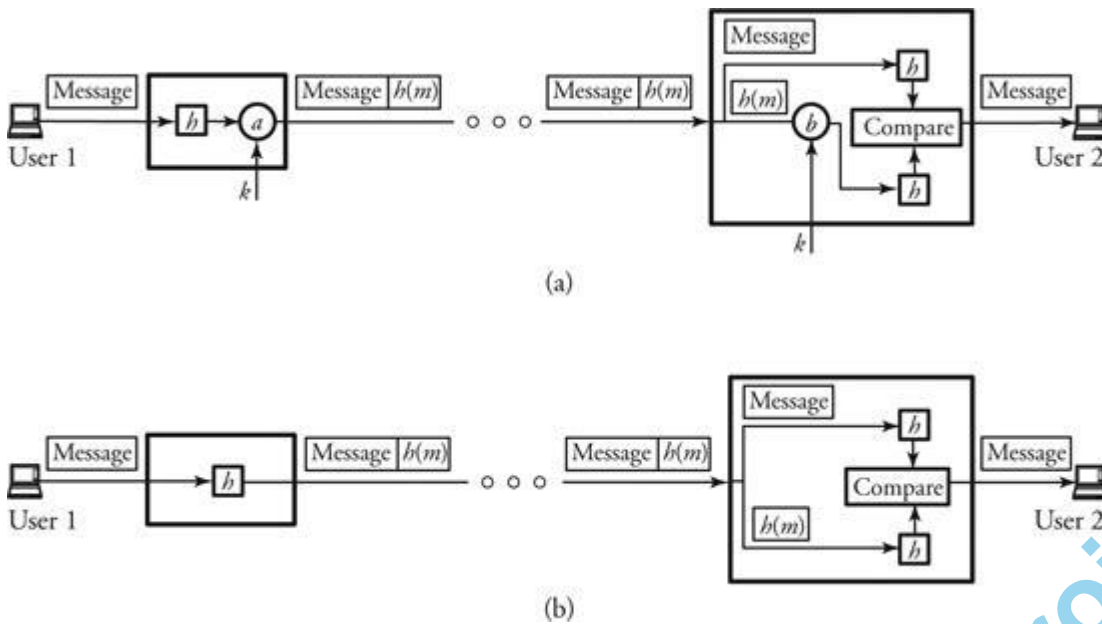 Message
Message h(m)
Message h(m)
Message
h
Message
h
a
h(m)
b
Compare
User 1
User 2
h
k
k
(a)
Message
Message h(m)
Message h(m)
Message
h
Message
h
Compare
User 1
User 2
h(m)
h
(b)